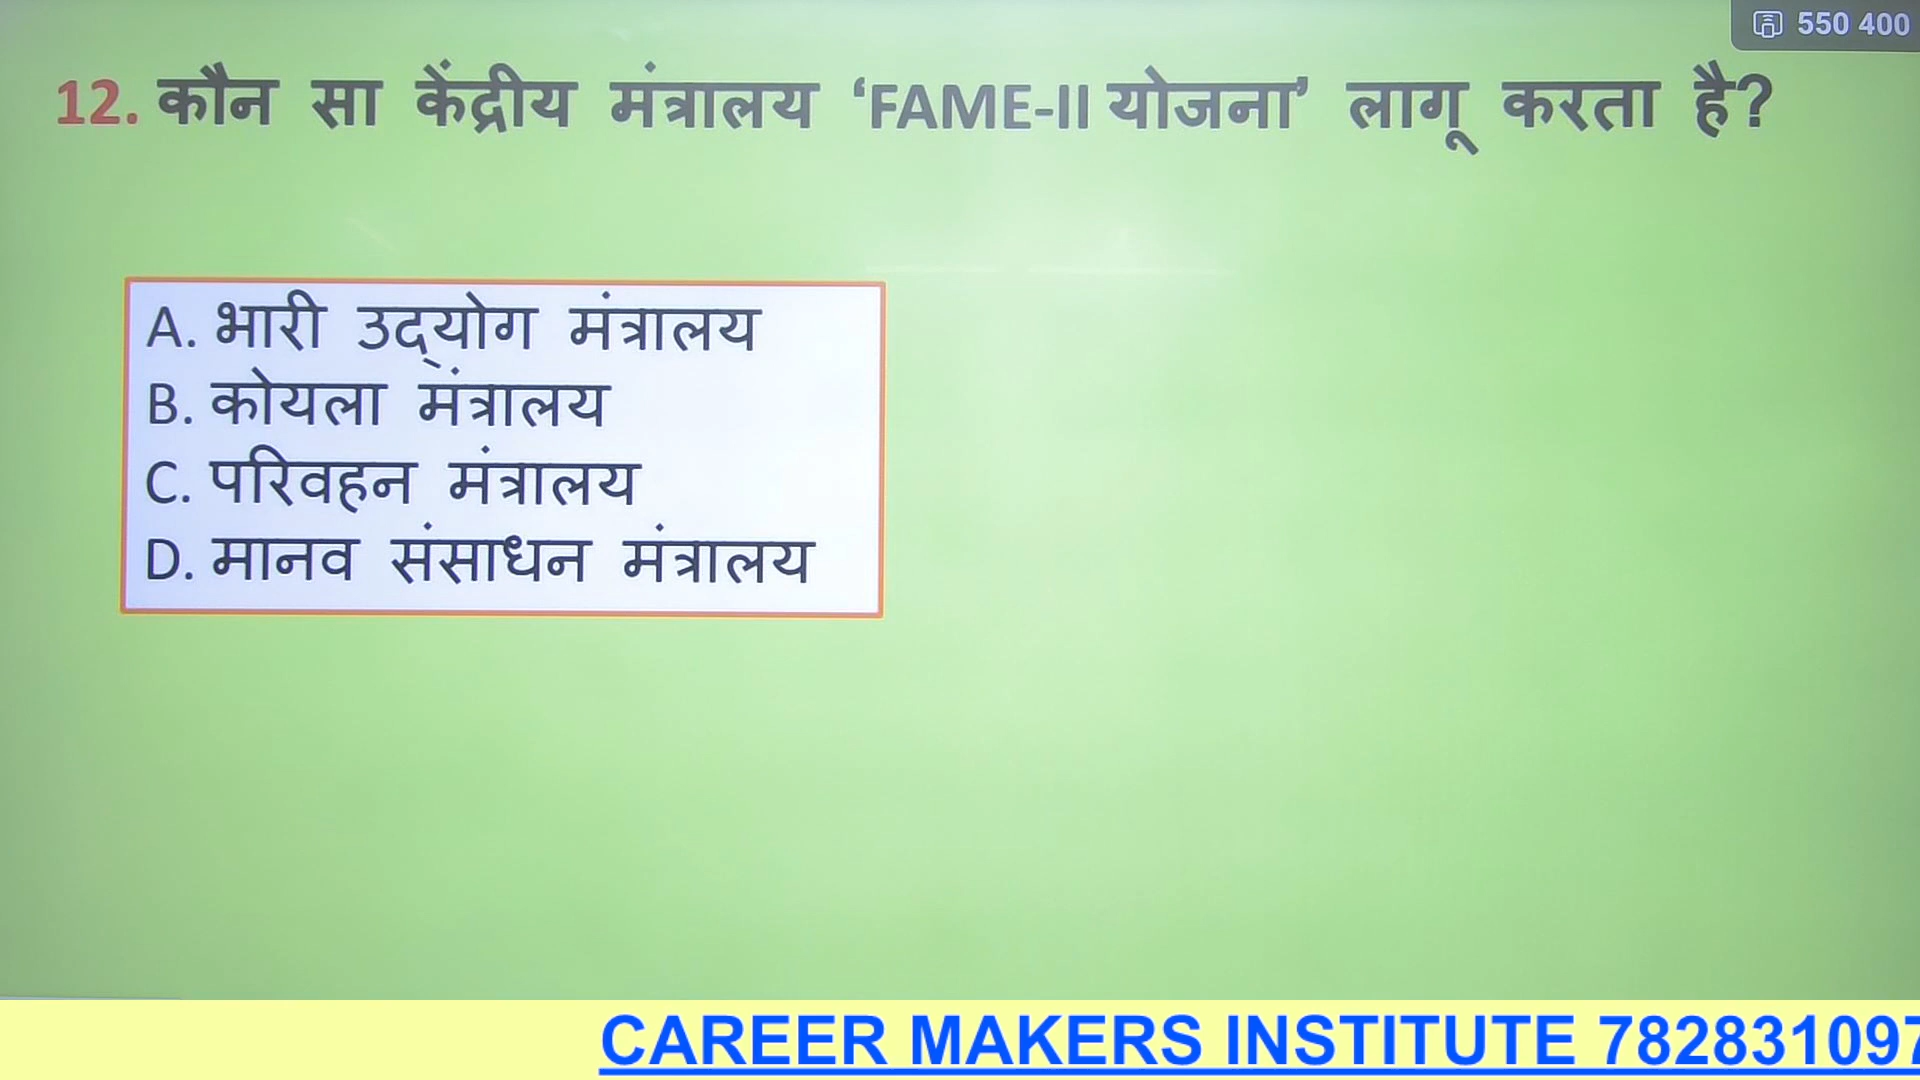 550 400
12. कौन सा केंद्रीय मंत्रालय ‘FAME-II योजना’ लागू करता है?
A. भारी उद्योग मंत्रालय
B. कोयला मंत्रालय
C. परिवहन मंत्रालय
D. मानव संसाधन मंत्रालय
CAREER MAKERS INSTITUTE 782831097